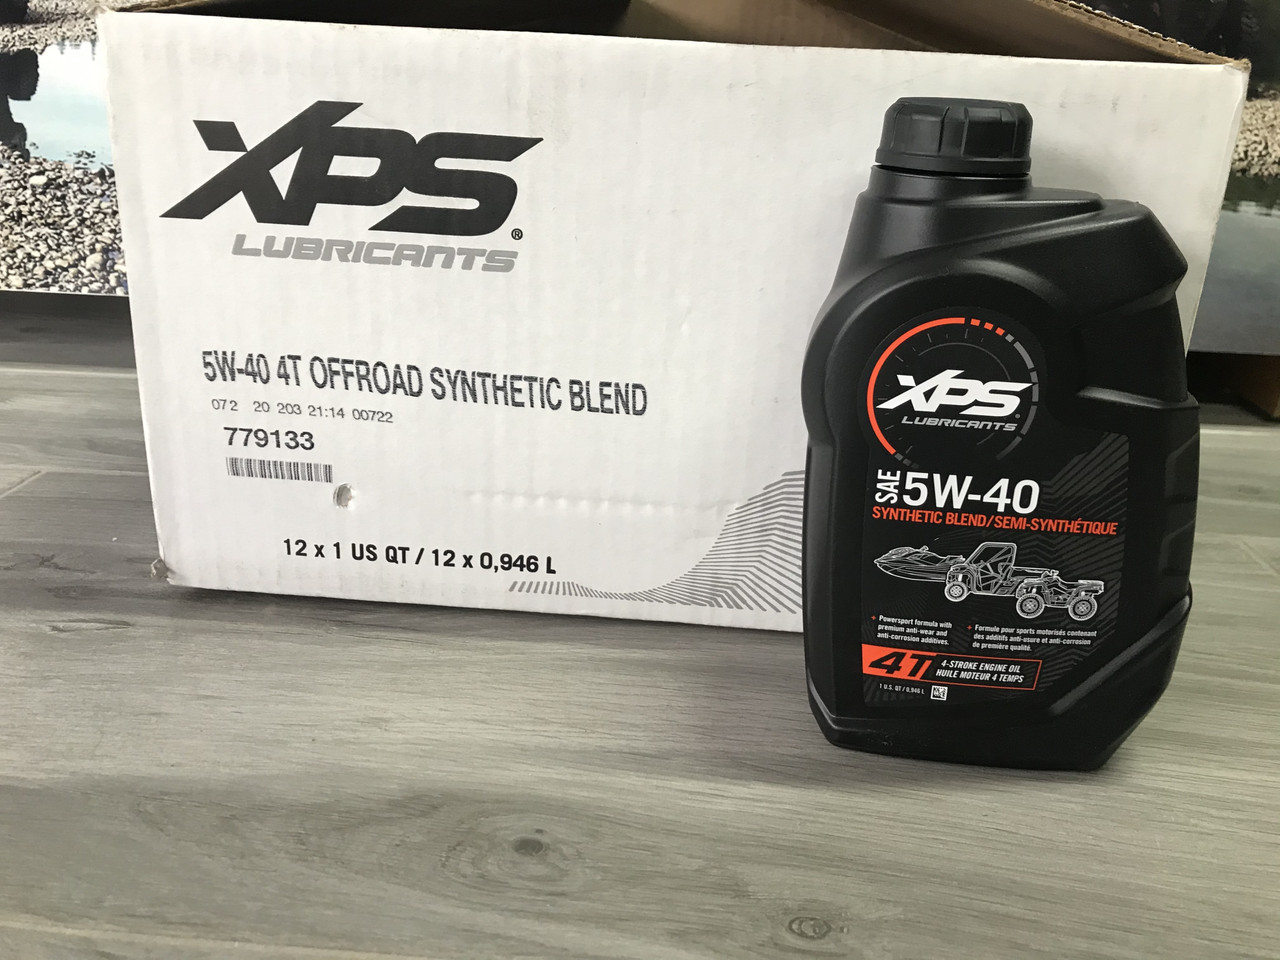 XPS
LUBRICANTS
5W-40 4T OFFROAD SYNTHETIC BLEND
072 20 203 21:14 00722
779133
12 x 1 US QT / 12 x 0,946 L
XPS
LUBRICANTS
SAE 5W-40
SYNTHETIC BLEND/SEMI-SYNTHÉTIQUE
+ Powersport formula with
premium anti-wear and
anti-corrosion additives.
+ Formule pour sports motorisés contenant
des additifs anti-usure et anti-corrosion
de première qualité.
4T
4-STROKE ENGINE OIL
HUILE MOTEUR 4 TEMPS
1 U.S. QT / 0,946 L